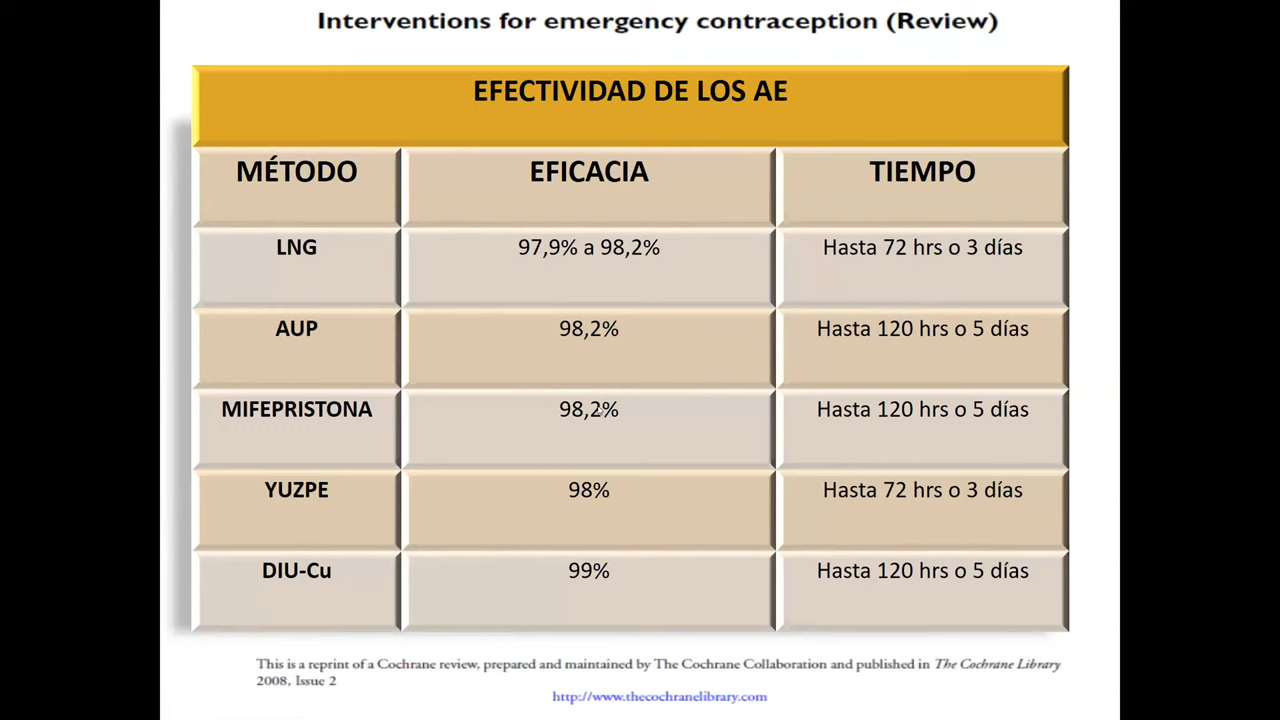 Interventions for emergency contraception (Review)
EFECTIVIDAD DE LOS AE
MÉTODO EFICACIA TIEMPO
LNG 97,9% a 98,2% Hasta 72 hrs o 3 días
AUP 98,2% Hasta 120 hrs o 5 días
MIFEPRISTONA 98,2% Hasta 120 hrs o 5 días
YUZPE 98% Hasta 72 hrs o 3 días
DIU-Cu 99% Hasta 120 hrs o 5 días
This is a reprint of a Cochrane review, prepared and maintained by The Cochrane Collaboration and published in The Cochrane Library
2008, Issue 2
http://www.thecochranelibrary.com